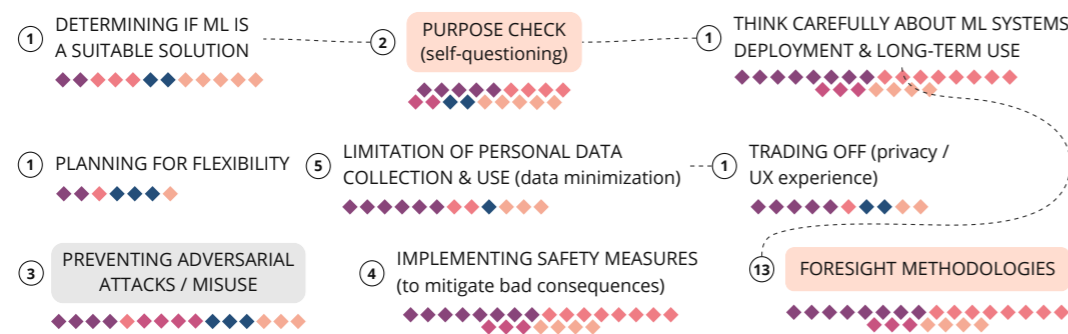 1 DETERMINING IF ML IS
A SUITABLE SOLUTION
2 PURPOSE CHECK
(self-questioning)
1 THINK CAREFULLY ABOUT ML SYSTEMS
DEPLOYMENT & LONG-TERM USE
1 PLANNING FOR FLEXIBILITY
5 LIMITATION OF PERSONAL DATA
COLLECTION & USE (data minimization)
1 TRADING OFF (privacy /
UX experience)
3 PREVENTING ADVERSARIAL
ATTACKS / MISUSE
4 IMPLEMENTING SAFETY MEASURES
(to mitigate bad consequences)
13 FORESIGHT METHODOLOGIES